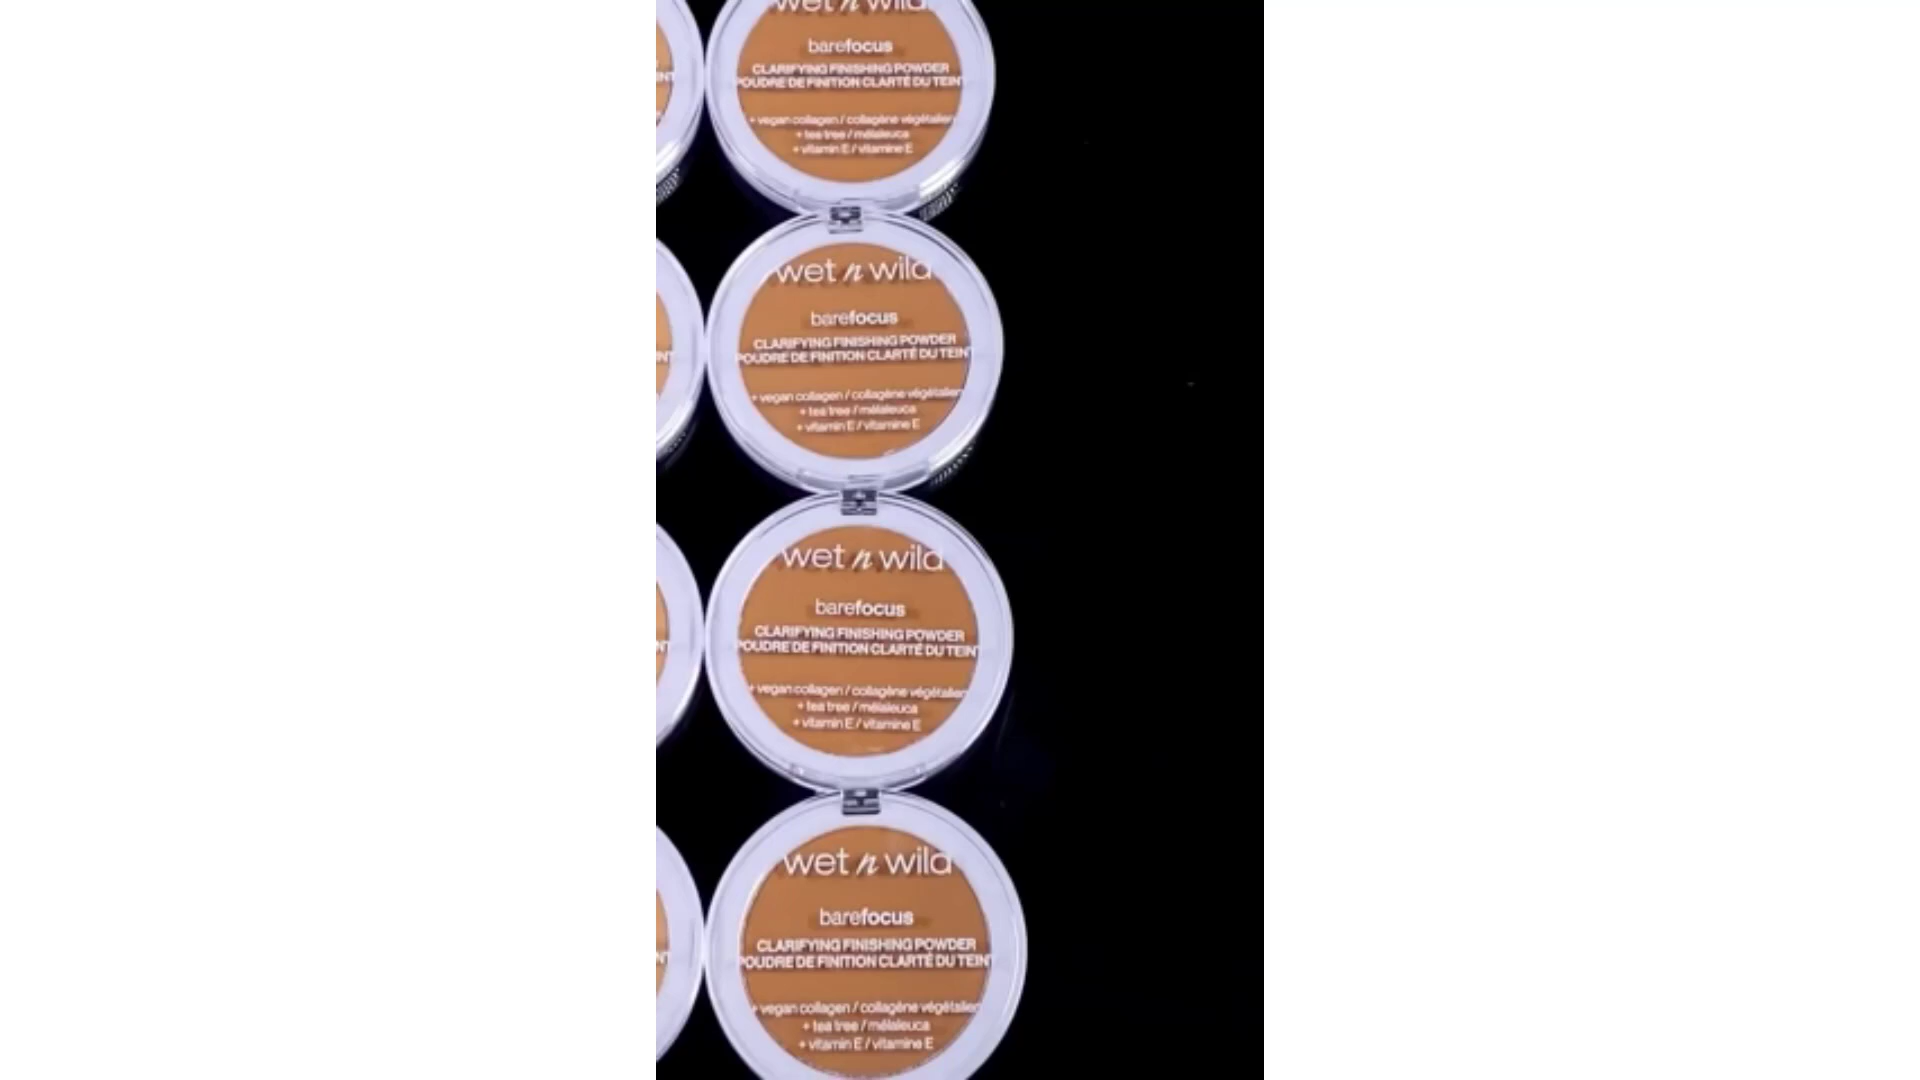 wet n wild
barefocus
CLARIFYING FINISHING POWDER
POUDRE DE FINITION CLARTÉ DU TEINT
+ vegan collagen / collagène végétalien
+ tea tree / mélaleuca
+ vitamin E / vitamine E
wet n wild
barefocus
CLARIFYING FINISHING POWDER
POUDRE DE FINITION CLARTÉ DU TEINT
+ vegan collagen / collagène végétalien
+ tea tree / mélaleuca
+ vitamin E / vitamine E
wet n wild
barefocus
CLARIFYING FINISHING POWDER
POUDRE DE FINITION CLARTÉ DU TEINT
+ vegan collagen / collagène végétalien
+ tea tree / mélaleuca
+ vitamin E / vitamine E
wet n wild
barefocus
CLARIFYING FINISHING POWDER
POUDRE DE FINITION CLARTÉ DU TEINT
+ vegan collagen / collagène végétalien
+ tea tree / mélaleuca
+ vitamin E / vitamine E